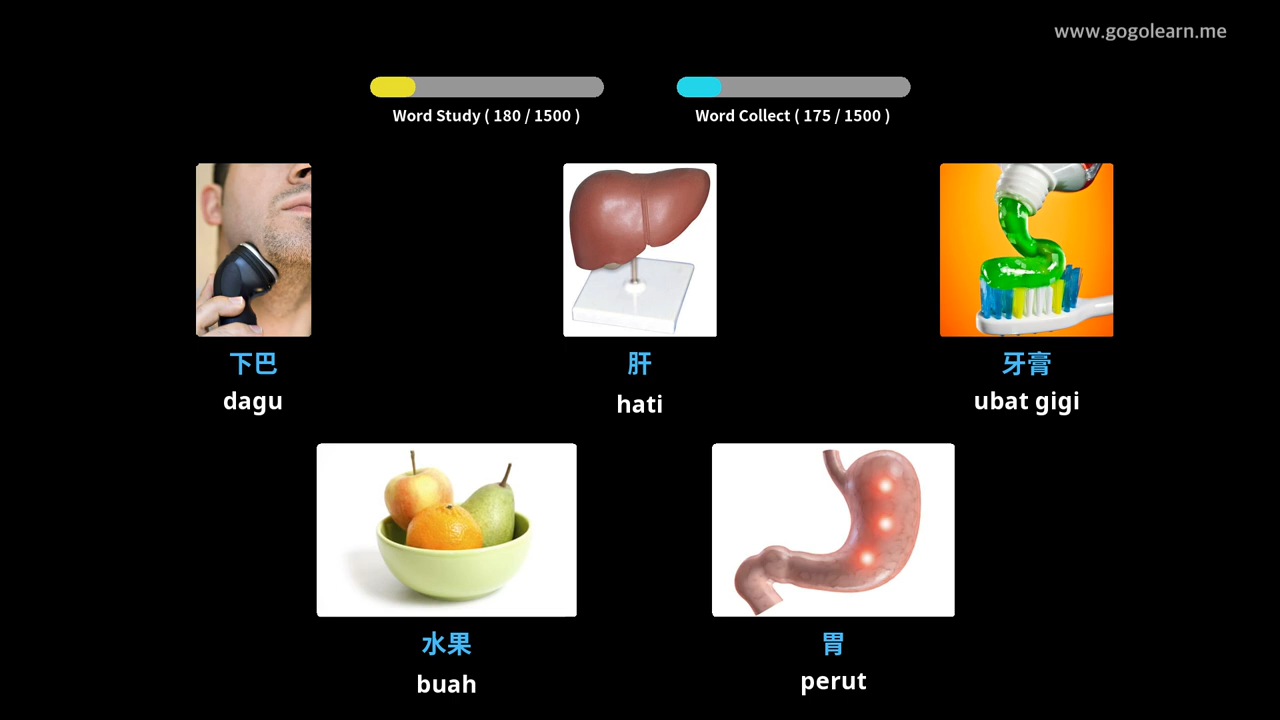 www.gogolearn.me
Word Study ( 180 / 1500 )
Word Collect ( 175 / 1500 )
下巴
肝
牙膏
dagu
hati
ubat gigi
水果
胃
buah
perut